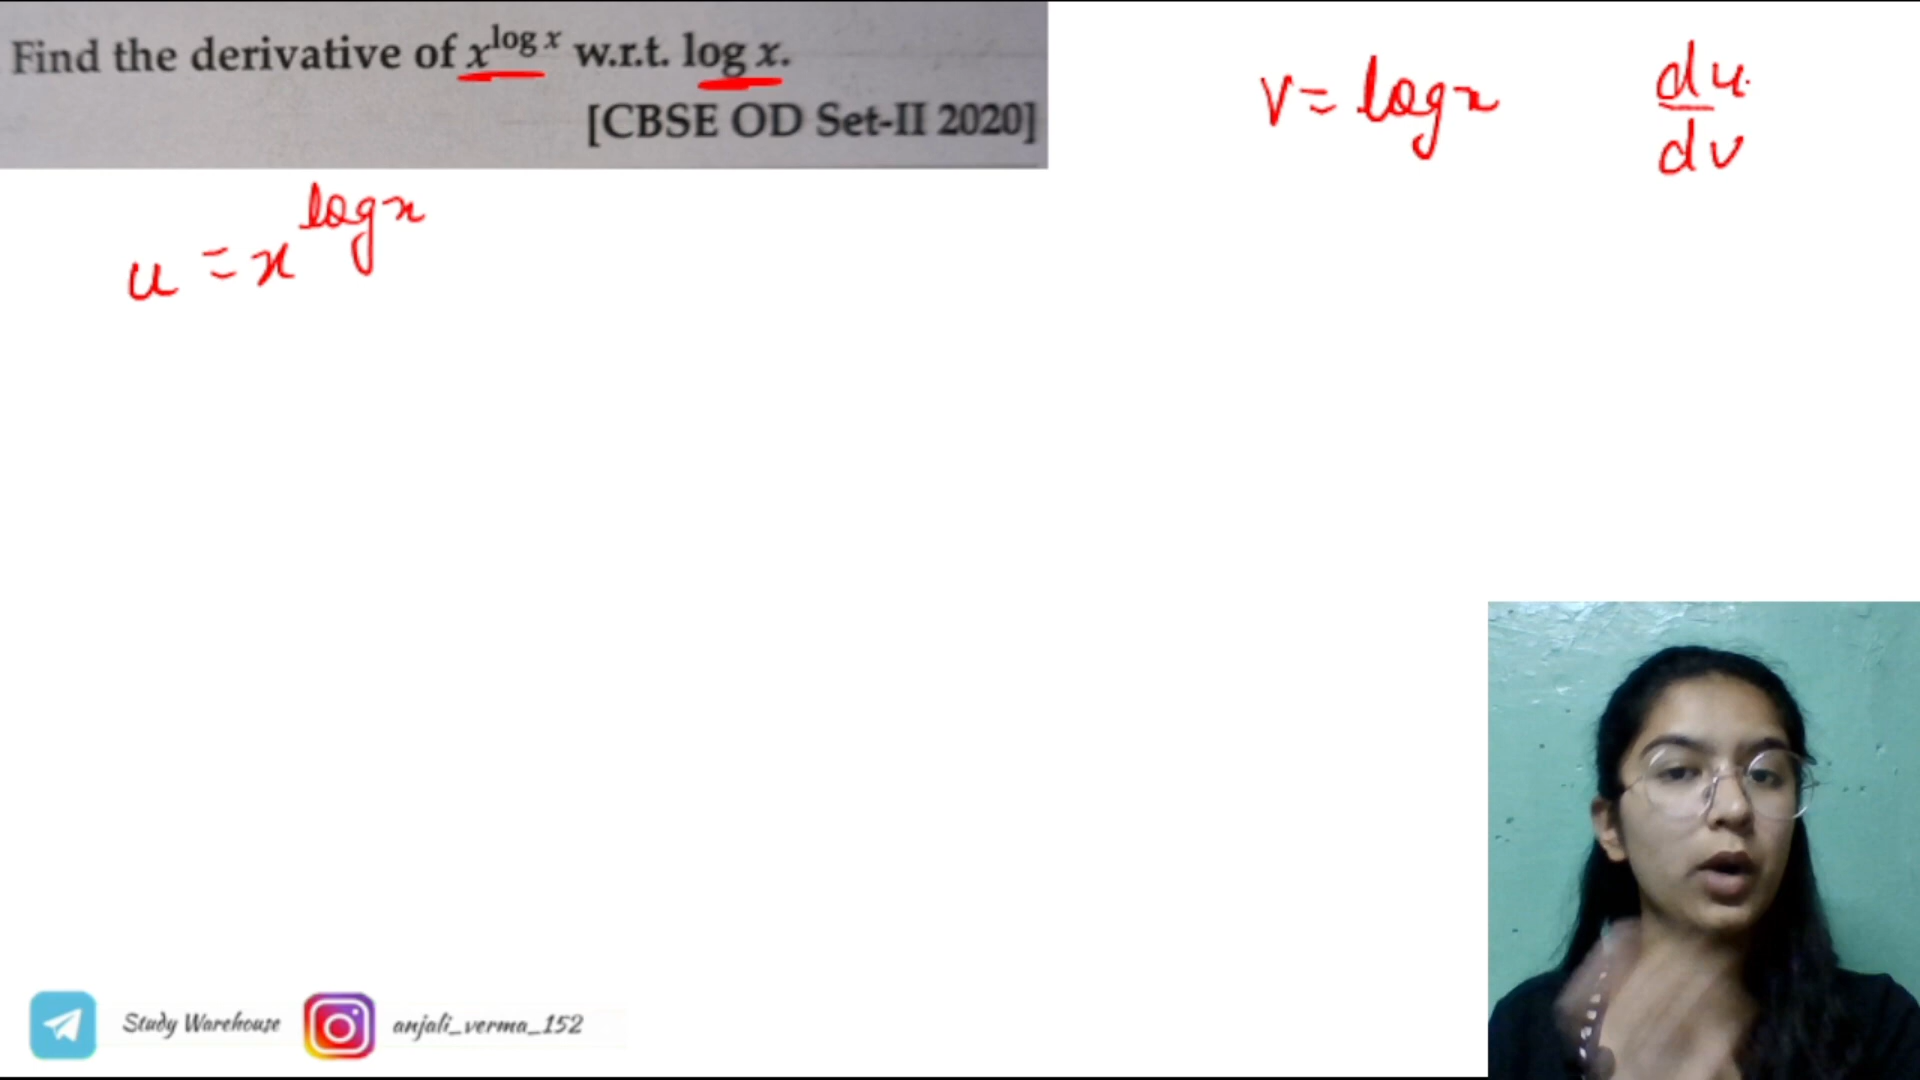 Find the derivative of x^log x w.r.t. log x.
[CBSE OD Set-II 2020]
v = log x
du
dv
u = x^log x
Study Warehouse
anjali_verma_152